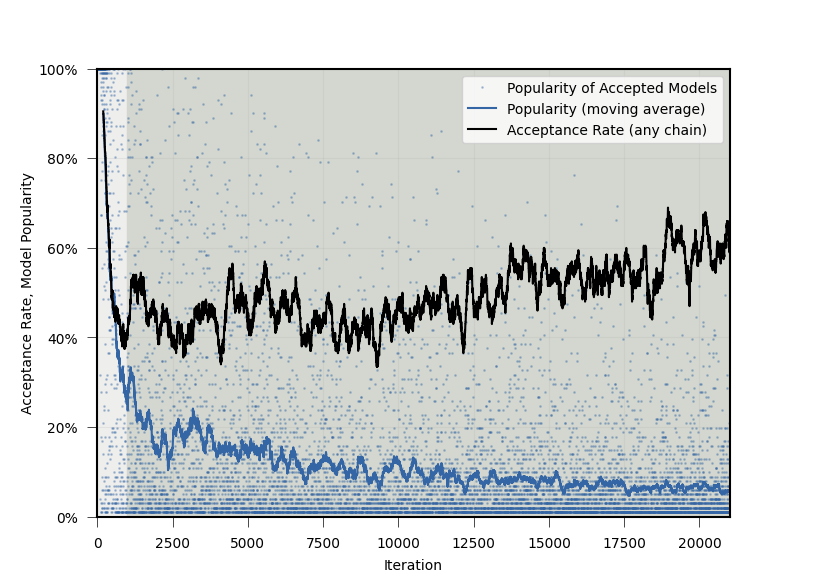 100%
80%
60%
40%
20%
0%
Acceptance Rate, Model Popularity
Popularity of Accepted Models
Popularity (moving average)
Acceptance Rate (any chain)
0 2500 5000 7500 10000 12500 15000 17500 20000
Iteration